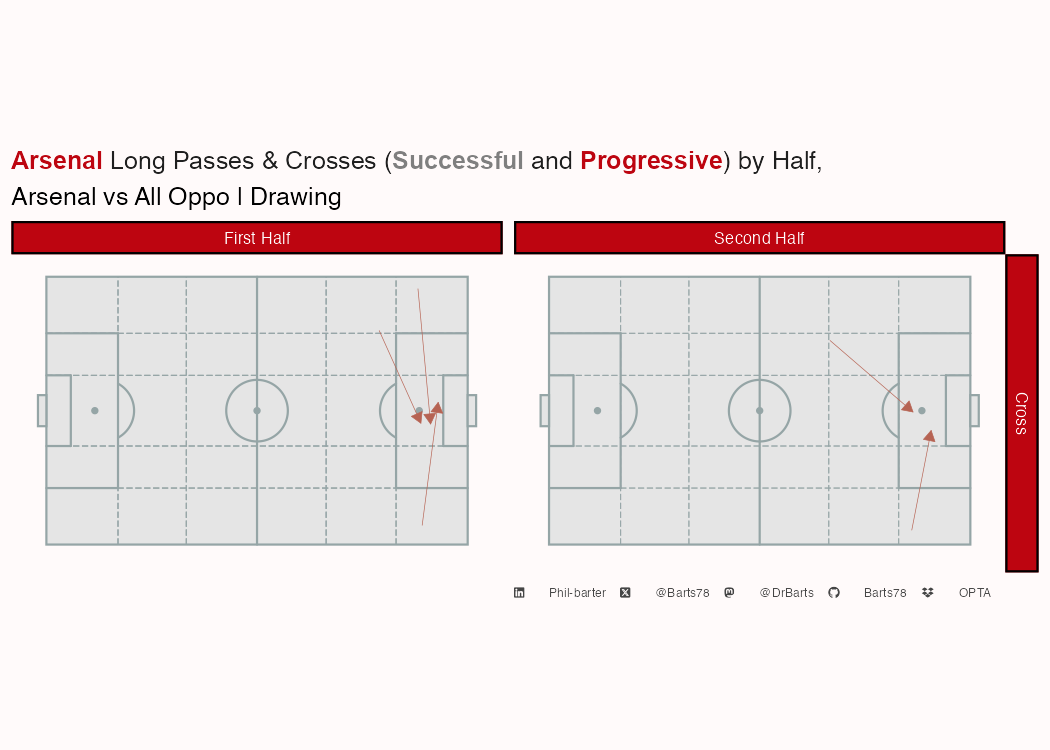 Arsenal Long Passes & Crosses (Successful and Progressive) by Half,
Arsenal vs All Oppo | Drawing
First Half
Second Half
Cross
Phil-barter @Barts78 @DrBarts Barts78 OPTA